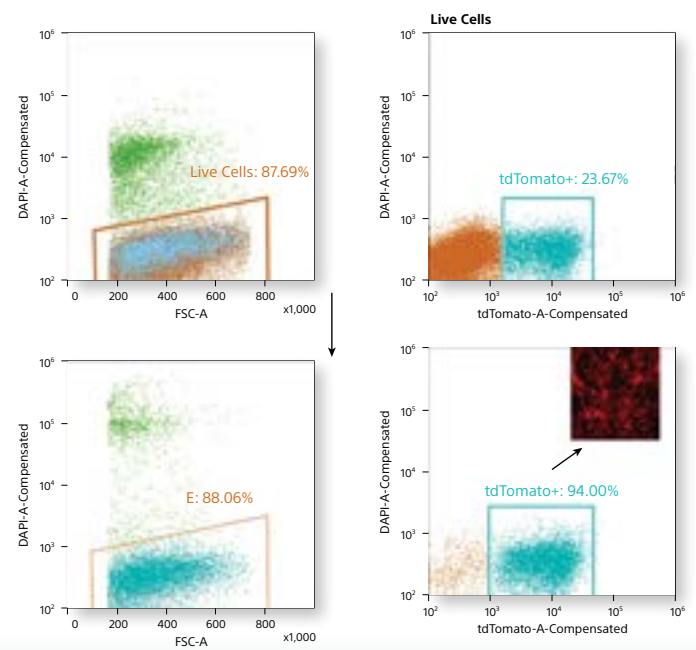 Live Cells
10⁶
10⁵
10⁴
10³
10²
DAPI-A-Compensated
Live Cells: 87.69%
0 200 400 600 800
x1,000
FSC-A
10⁶
10⁵
10⁴
10³
10²
DAPI-A-Compensated
tdTomato+: 23.67%
10² 10³ 10⁴ 10⁵ 10⁶
tdTomato-A-Compensated
10⁶
10⁵
10⁴
10³
10²
DAPI-A-Compensated
E: 88.06%
0 200 400 600 800
x1,000
FSC-A
10⁶
10⁵
10⁴
10³
10²
DAPI-A-Compensated
tdTomato+: 94.00%
10² 10³ 10⁴ 10⁵ 10⁶
tdTomato-A-Compensated